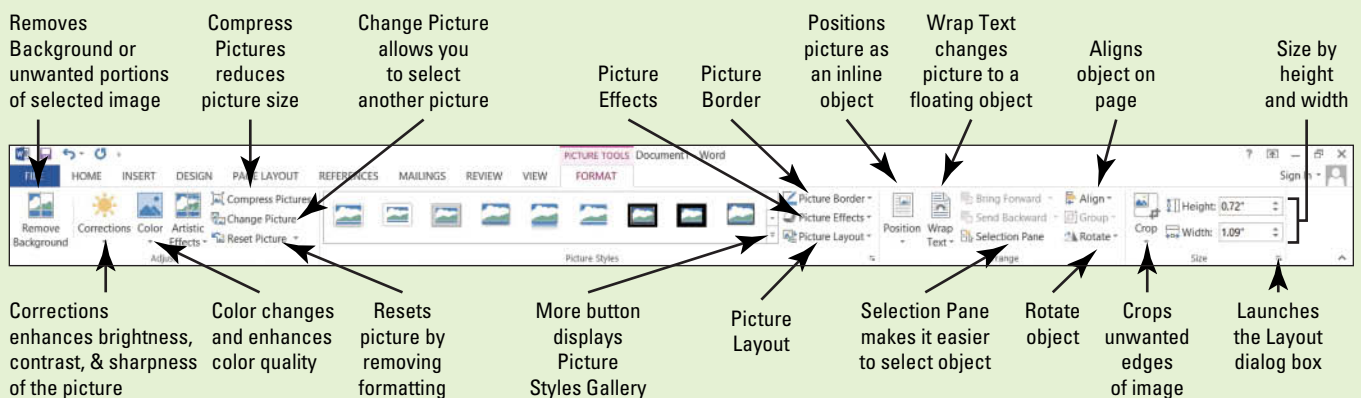 Removes
Background or
unwanted portions
of selected image
Compress
Pictures
reduces
picture size
Change Picture
allows you
to select
another picture
Picture
Effects
Picture
Border
Positions
picture as
an inline
object
Wrap Text
changes
picture to a
floating object
Aligns
object on
page
Size by
height
and width
PICTURE TOOLS Document1 - Word
FILE HOME INSERT DESIGN PAGE LAYOUT REFERENCES MAILINGS REVIEW VIEW FORMAT Sign In
Remove
Background
Corrections
Color
Artistic
Effects
Compress Pictures
Change Picture
Reset Picture
Adjust
Picture Styles
Picture Border
Picture Effects
Picture Layout
Position
Wrap
Text
Bring Forward
Send Backward
Selection Pane
Align
Group
Rotate
Arrange
Crop
Height: 0.72"
Width: 1.09"
Size
Corrections
enhances brightness,
contrast, & sharpness
of the picture
Color changes
and enhances
color quality
Resets
picture by
removing
formatting
More button
displays
Picture
Styles Gallery
Picture
Layout
Selection Pane
makes it easier
to select object
Rotate
object
Crops
unwanted
edges
of image
Launches
the Layout
dialog box